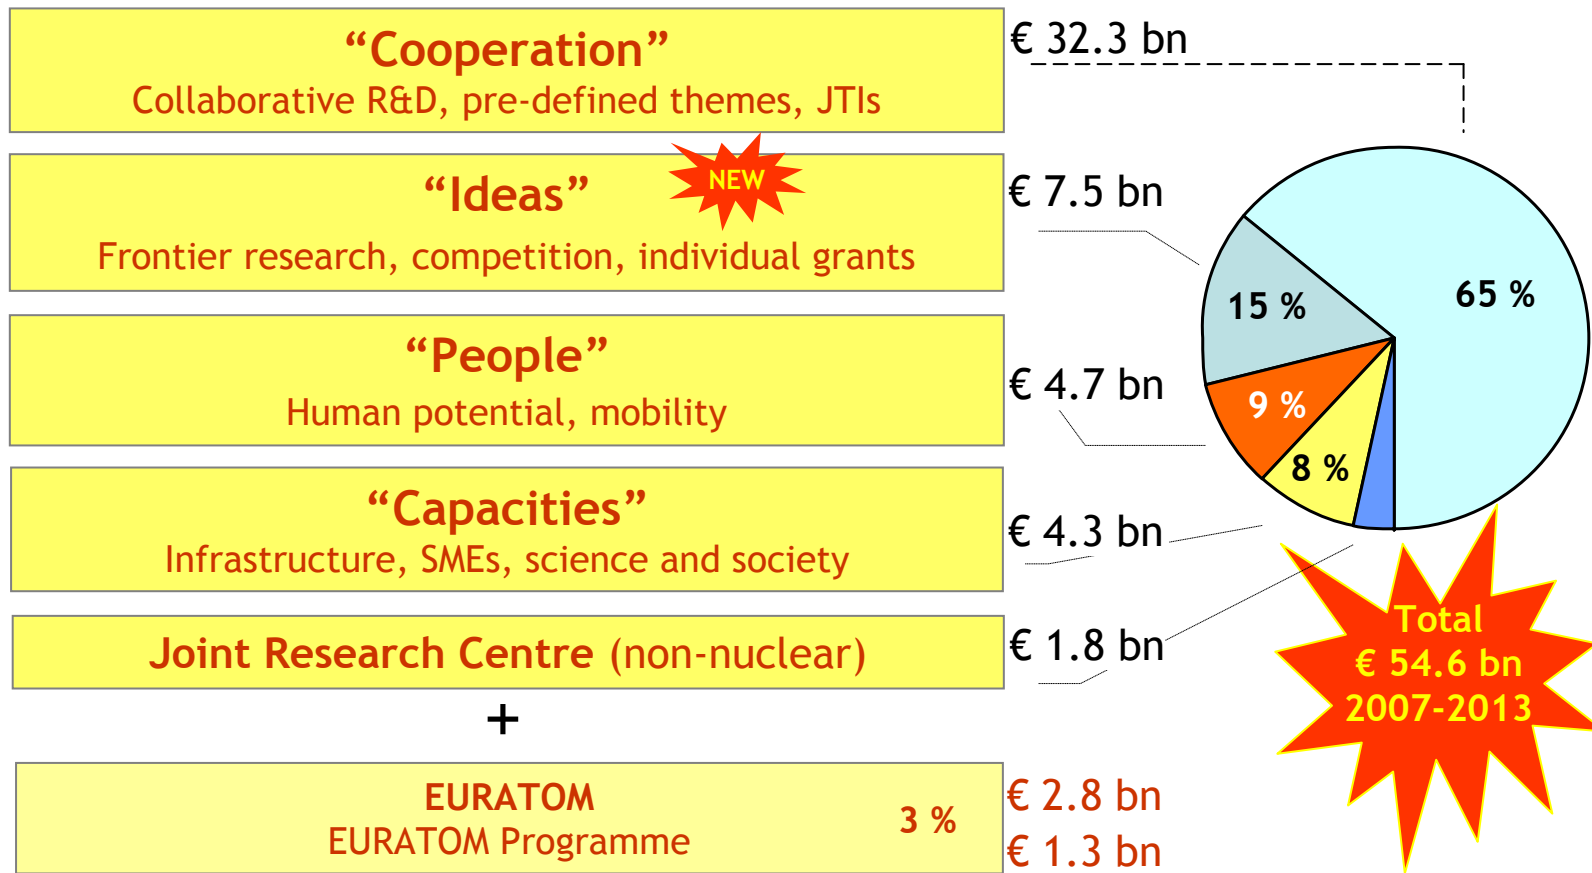 “Cooperation”
Collaborative R&D, pre-defined themes, JTIs
€ 32.3 bn
“Ideas”
NEW
Frontier research, competition, individual grants
€ 7.5 bn
“People”
Human potential, mobility
€ 4.7 bn
“Capacities”
Infrastructure, SMEs, science and society
€ 4.3 bn
Joint Research Centre (non-nuclear)
€ 1.8 bn
+
EURATOM
EURATOM Programme
3 %
€ 2.8 bn
€ 1.3 bn
65 %
15 %
9 %
8 %
Total
€ 54.6 bn
2007-2013